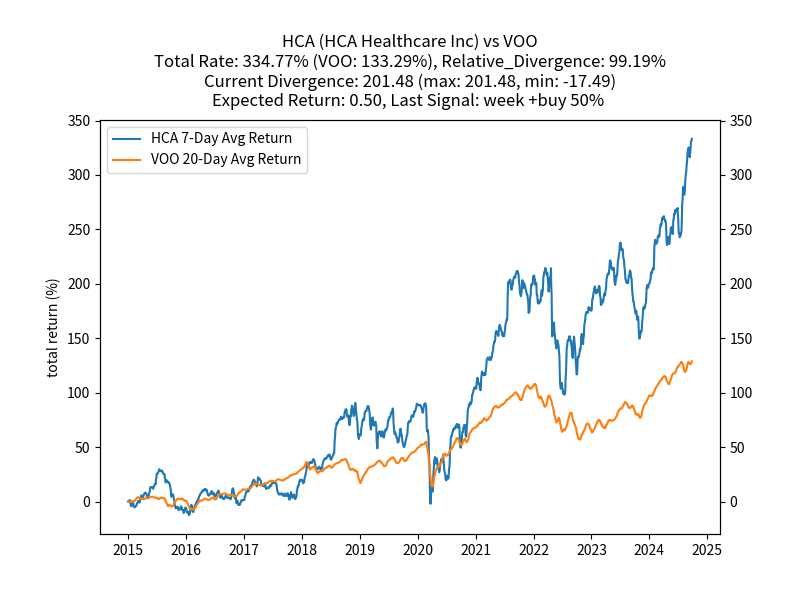 HCA (HCA Healthcare Inc) vs VOO
Total Rate: 334.77% (VOO: 133.29%), Relative_Divergence: 99.19%
Current Divergence: 201.48 (max: 201.48, min: -17.49)
Expected Return: 0.50, Last Signal: week +buy 50%
HCA 7-Day Avg Return
VOO 20-Day Avg Return
total return (%)
350 350
300 300
250 250
200 200
150 150
100 100
50 50
0 0
2015 2016 2017 2018 2019 2020 2021 2022 2023 2024 2025